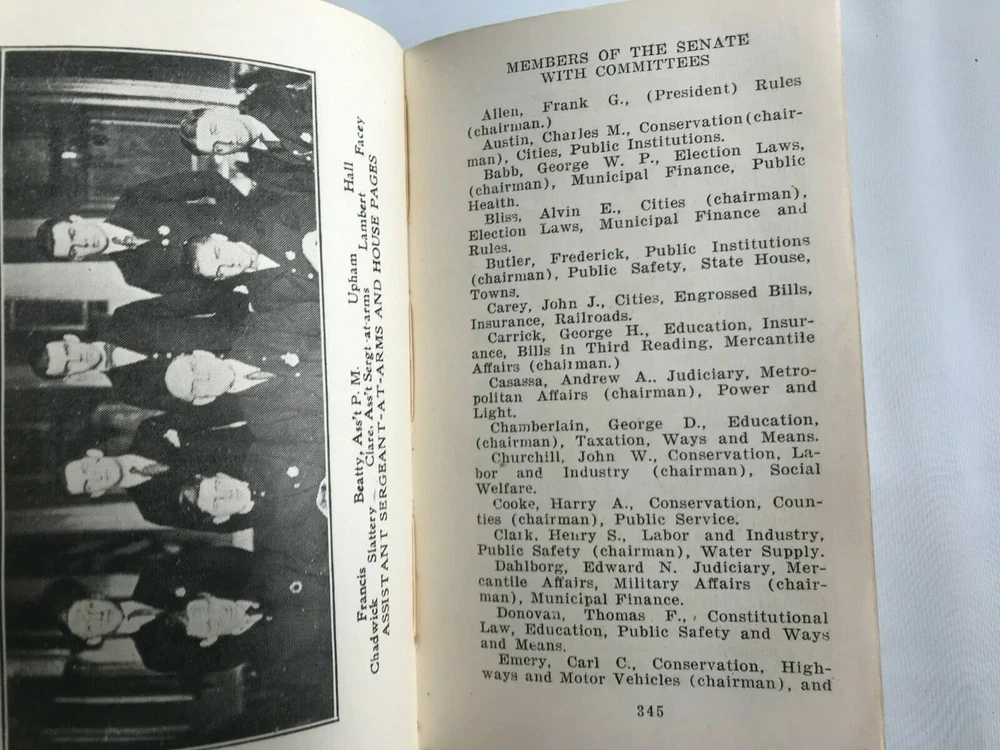 Francis Beatty, Ass't P. M. Upham Hall
Chadwick Slattery Clare, Ass't Sergt-at-arms Lambert Facey
ASSISTANT SERGEANT-AT-ARMS AND HOUSE PAGES
MEMBERS OF THE SENATE
WITH COMMITTEES
Allen, Frank G., (President) Rules
(chairman.)
Austin, Charles M., Conservation (chair-
man), Cities, Public Institutions.
Babb, George W. P., Election Laws,
(chairman), Municipal Finance, Public
Health.
Bliss, Alvin E., Cities (chairman),
Election Laws, Municipal Finance and
Rules.
Butler, Frederick, Public Institutions
(chairman), Public Safety, State House,
Towns.
Carey, John J., Cities, Engrossed Bills,
Insurance, Railroads.
Carrick, George H., Education, Insur-
ance, Bills in Third Reading, Mercantile
Affairs (chairman.)
Casassa, Andrew A.. Judiciary, Metro-
politan Affairs (chairman), Power and
Light.
Chamberlain, George D., Education,
(chairman), Taxation, Ways and Means.
Churchill, John W., Conservation, La-
bor and Industry (chairman), Social
Welfare.
Cooke, Harry A., Conservation, Coun-
ties (chairman), Public Service.
Clark, Henry S., Labor and Industry,
Public Safety (chairman), Water Supply.
Dahlborg, Edward N. Judiciary, Mer-
cantile Affairs, Military Affairs (chair-
man), Municipal Finance.
Donovan, Thomas F., Constitutional
Law, Education, Public Safety and Ways
and Means.
Emery, Carl C., Conservation, High-
ways and Motor Vehicles (chairman), and
345